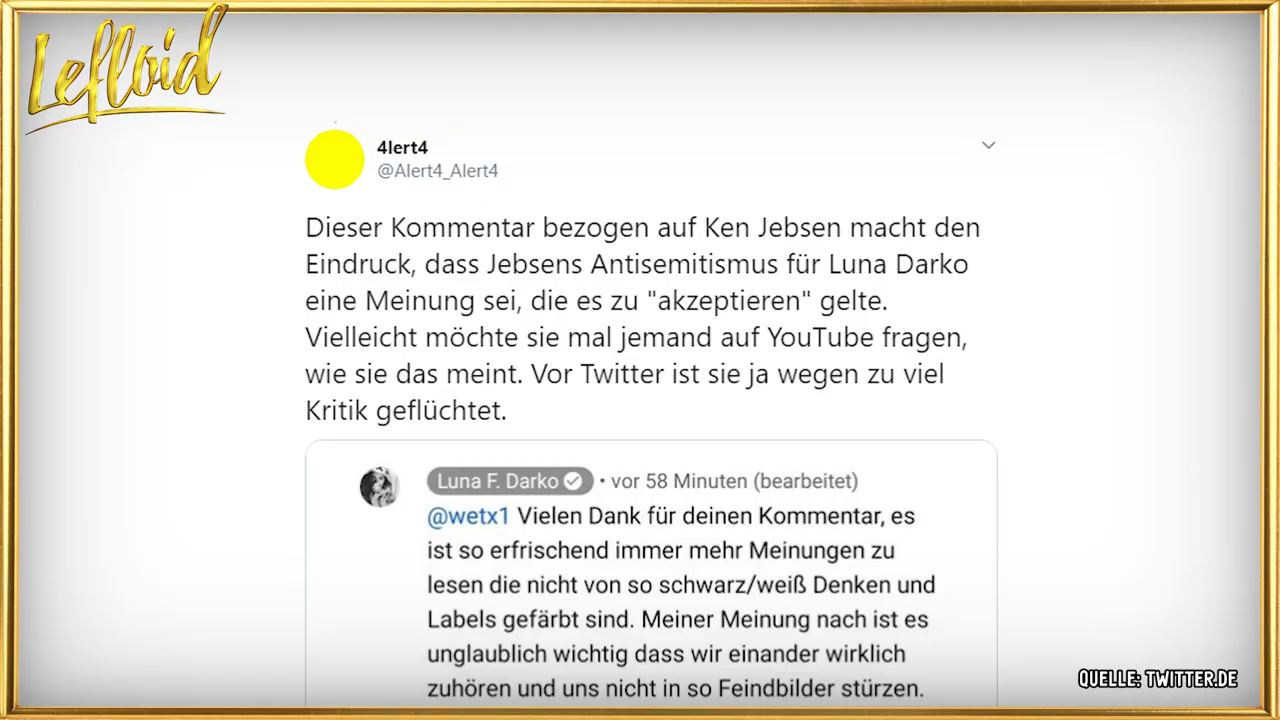 Lefloid
4lert4
@Alert4_Alert4
Dieser Kommentar bezogen auf Ken Jebsen macht den
Eindruck, dass Jebsens Antisemitismus für Luna Darko
eine Meinung sei, die es zu "akzeptieren" gelte.
Vielleicht möchte sie mal jemand auf YouTube fragen,
wie sie das meint. Vor Twitter ist sie ja wegen zu viel
Kritik geflüchtet.
Luna F. Darko • vor 58 Minuten (bearbeitet)
@wetx1 Vielen Dank für deinen Kommentar, es
ist so erfrischend immer mehr Meinungen zu
lesen die nicht von so schwarz/weiß Denken und
Labels gefärbt sind. Meiner Meinung nach ist es
unglaublich wichtig dass wir einander wirklich
zuhören und uns nicht in so Feindbilder stürzen.
QUELLE: TWITTER.DE